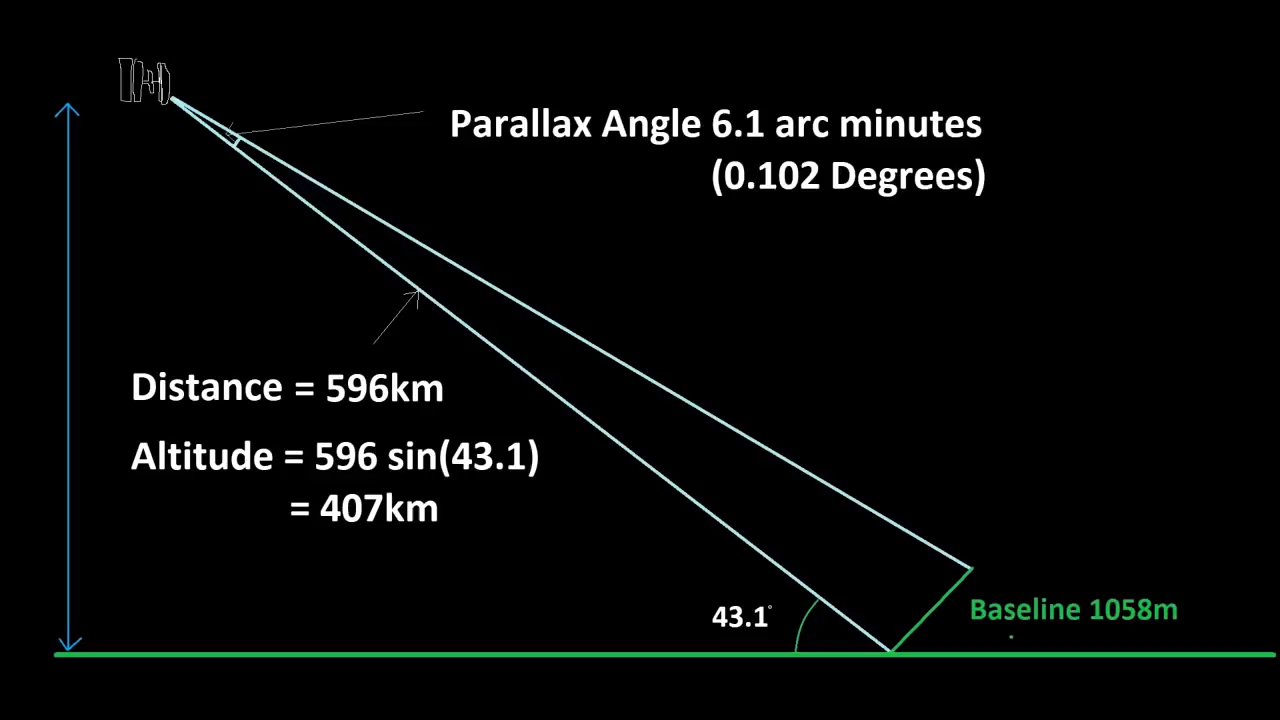 Parallax Angle 6.1 arc minutes
(0.102 Degrees)
Distance = 596km
Altitude = 596 sin(43.1)
= 407km
43.1°
Baseline 1058m